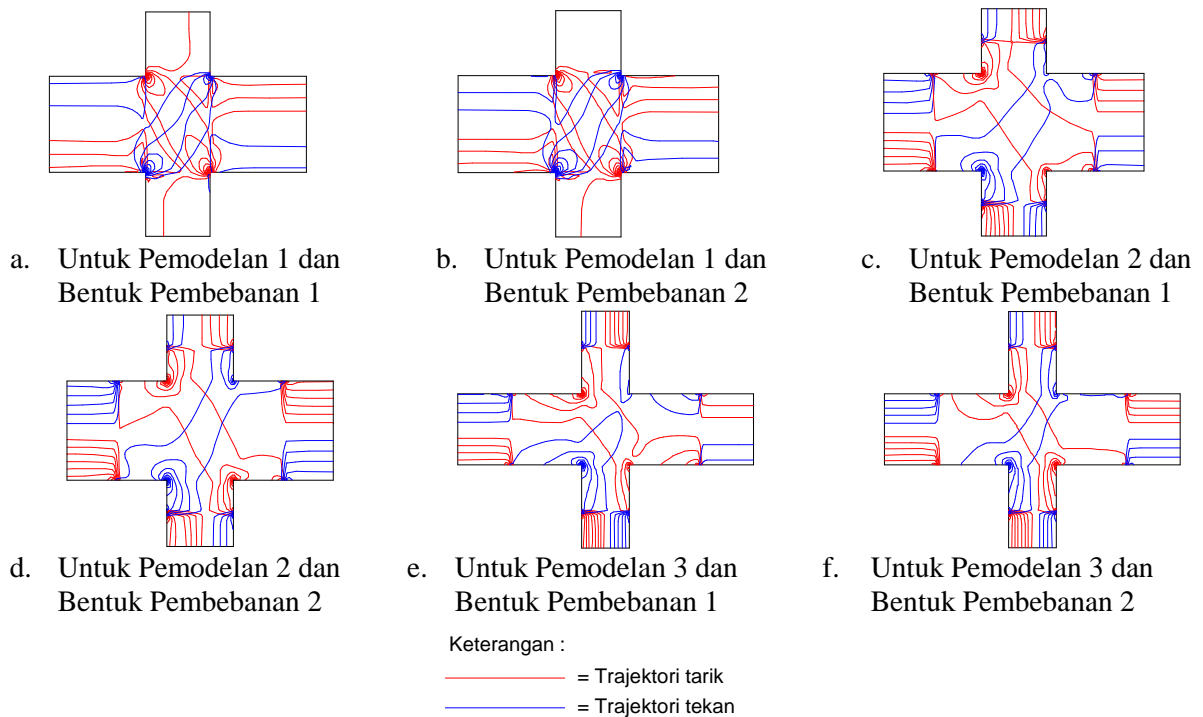 a. Untuk Pemodelan 1 dan
Bentuk Pembebanan 1
b. Untuk Pemodelan 1 dan
Bentuk Pembebanan 2
c. Untuk Pemodelan 2 dan
Bentuk Pembebanan 1
d. Untuk Pemodelan 2 dan
Bentuk Pembebanan 2
e. Untuk Pemodelan 3 dan
Bentuk Pembebanan 1
f. Untuk Pemodelan 3 dan
Bentuk Pembebanan 2
Keterangan :
= Trajektori tarik
= Trajektori tekan